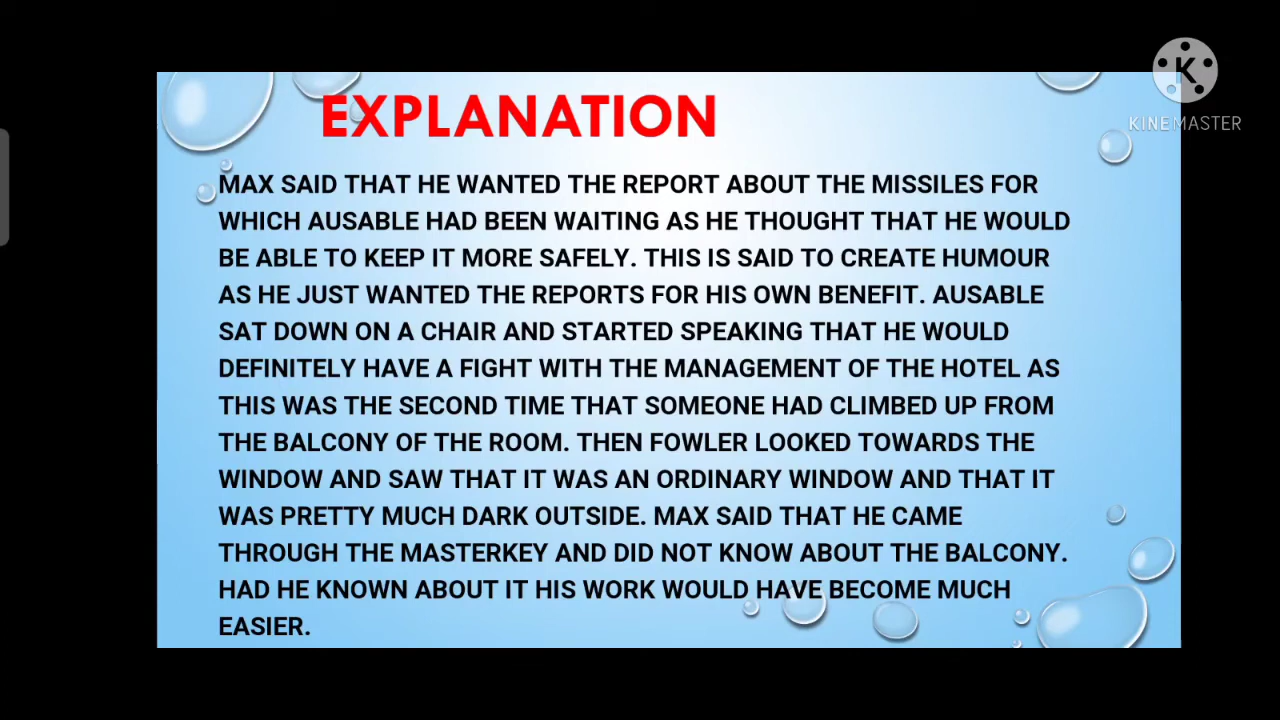 EXPLANATION
K
KINEMASTER
MAX SAID THAT HE WANTED THE REPORT ABOUT THE MISSILES FOR
WHICH AUSABLE HAD BEEN WAITING AS HE THOUGHT THAT HE WOULD
BE ABLE TO KEEP IT MORE SAFELY. THIS IS SAID TO CREATE HUMOUR
AS HE JUST WANTED THE REPORTS FOR HIS OWN BENEFIT. AUSABLE
SAT DOWN ON A CHAIR AND STARTED SPEAKING THAT HE WOULD
DEFINITELY HAVE A FIGHT WITH THE MANAGEMENT OF THE HOTEL AS
THIS WAS THE SECOND TIME THAT SOMEONE HAD CLIMBED UP FROM
THE BALCONY OF THE ROOM. THEN FOWLER LOOKED TOWARDS THE
WINDOW AND SAW THAT IT WAS AN ORDINARY WINDOW AND THAT IT
WAS PRETTY MUCH DARK OUTSIDE. MAX SAID THAT HE CAME
THROUGH THE MASTERKEY AND DID NOT KNOW ABOUT THE BALCONY.
HAD HE KNOWN ABOUT IT HIS WORK WOULD HAVE BECOME MUCH
EASIER.